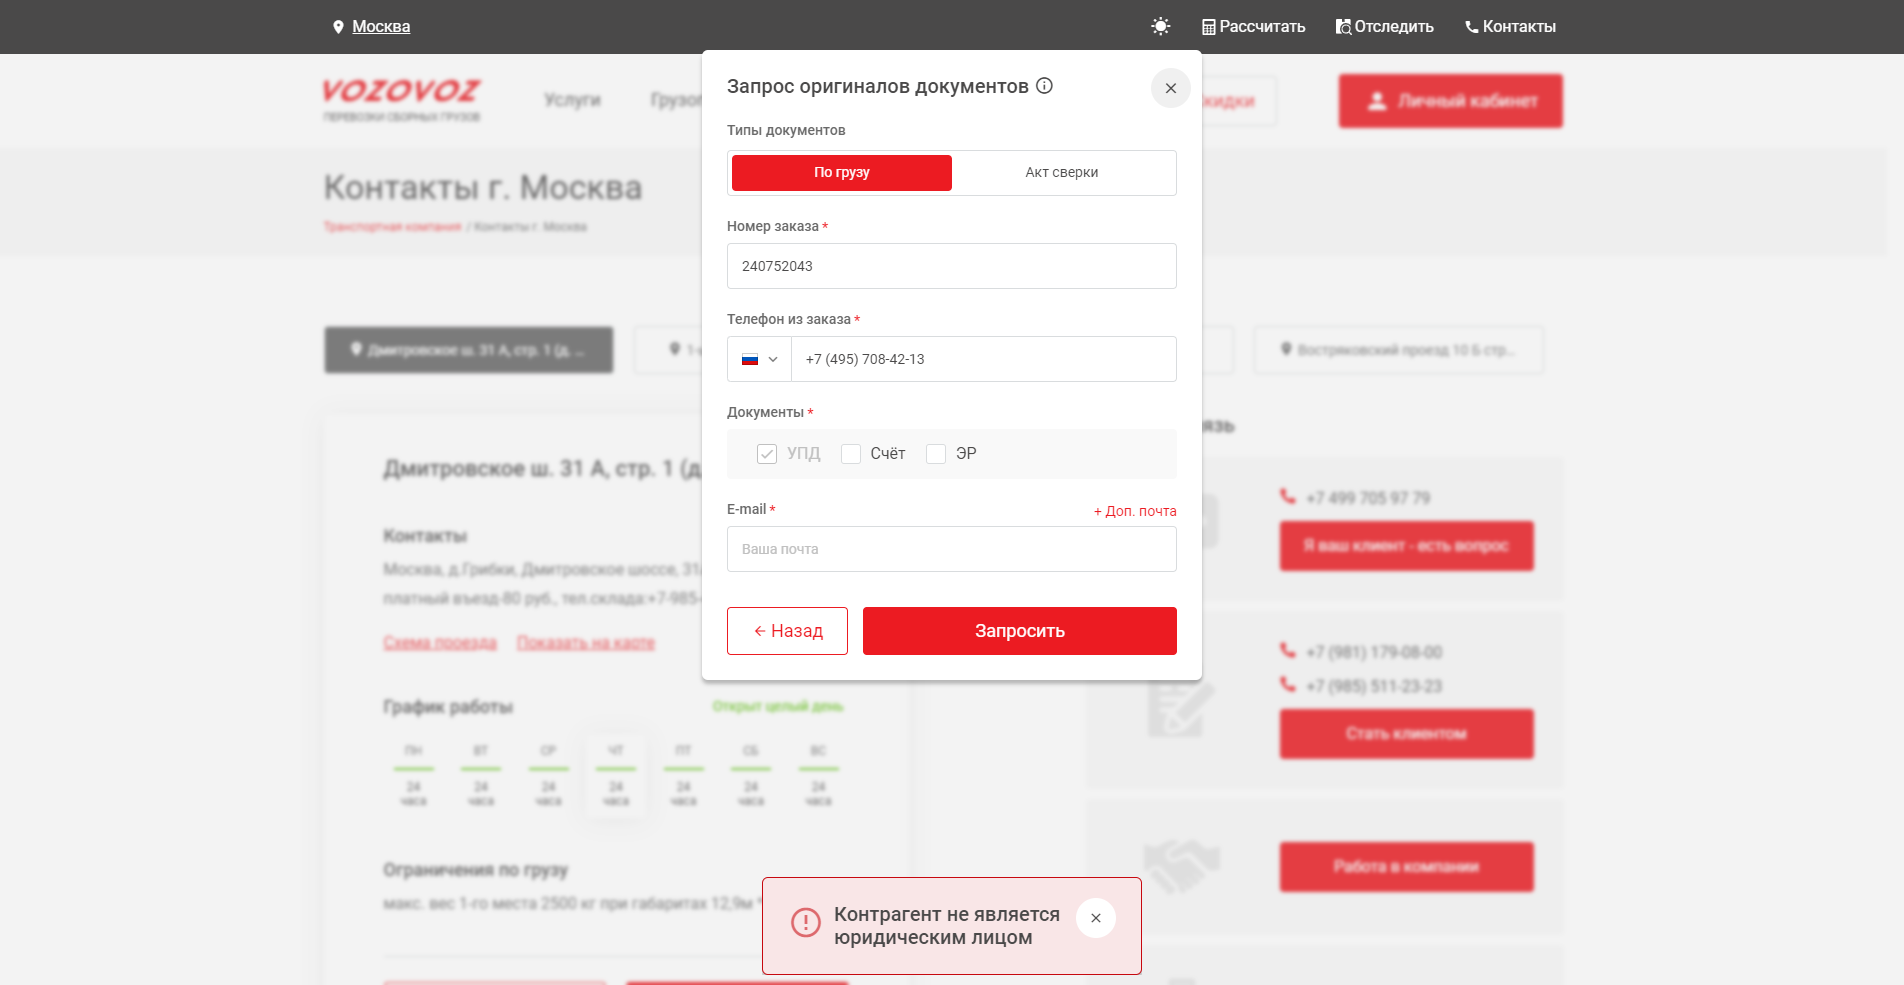 Москва
Рассчитать
Отследить
Контакты
VOZOVOZ
ПЕРЕВОЗКИ СБОРНЫХ ГРУЗОВ
Услуги
Личный кабинет
Контакты г. Москва
Транспортная компания / Контакты г. Москва
Запрос оригиналов документов
Типы документов
По грузу
Акт сверки
Номер заказа *
240752043
Телефон из заказа *
+7 (495) 708-42-13
Документы *
УПД
Счёт
ЭР
E-mail *
+ Доп. почта
Ваша почта
← Назад
Запросить
Дмитровское ш. 31 А, стр. 1 (д. ...
Востряковский проезд 10 Б стр...
Дмитровское ш. 31 А, стр. 1 (д.
Контакты
Москва, д.Грибки, Дмитровское шоссе,
платный въезд-80 руб., тел.склада:+7-985-
Схема проезда
Показать на карте
График работы
Открыт целый день
ПН ВТ СР ЧТ ПТ СБ ВС
24 24 24 24 24 24 24
часа часа часа часа часа часа часа
Ограничения по грузу
макс. вес 1-го места 2500 кг при габаритах 12,9м *
+7 499 705 97 79
Я ваш клиент - есть вопрос
+7 (981) 179-08-00
+7 (985) 511-23-23
Стать клиентом
Работа в компании
Контрагент не является
юридическим лицом